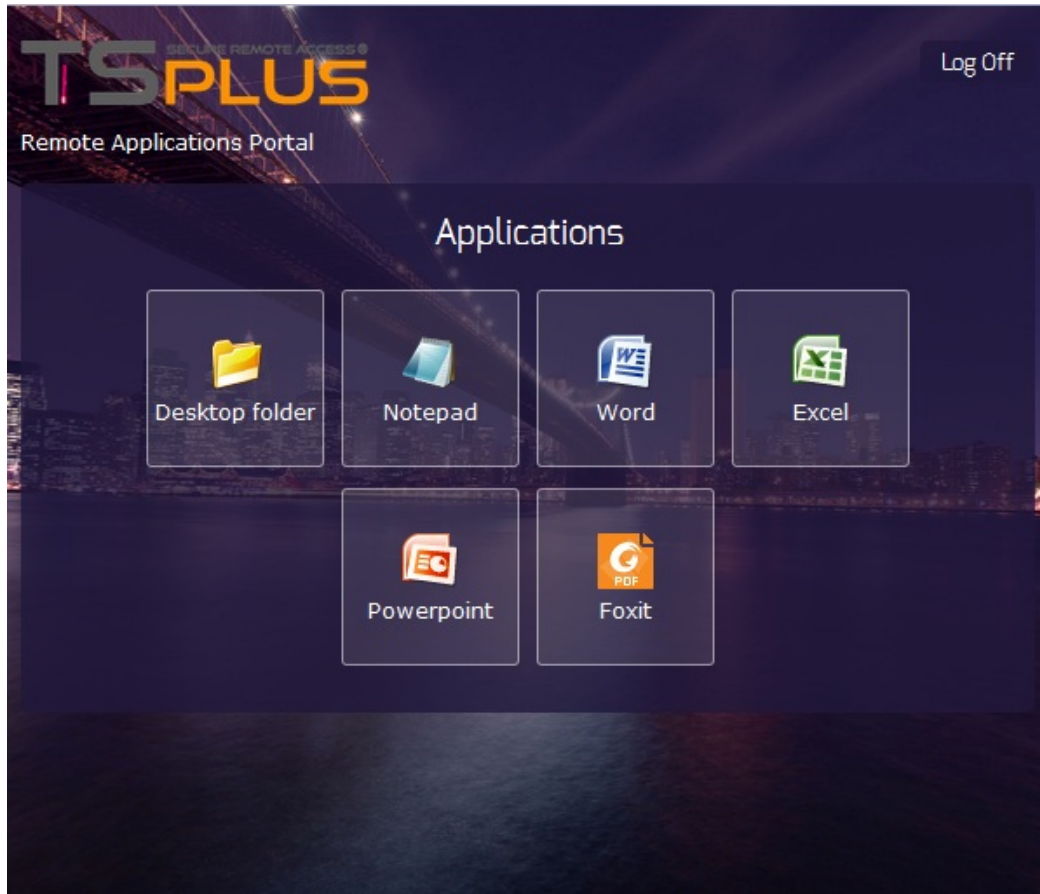 SECURE REMOTE ACCESS®
TSPLUS
Log Off
Remote Applications Portal
Applications
Desktop folder
Notepad
Word
Excel
Powerpoint
PDF
Foxit